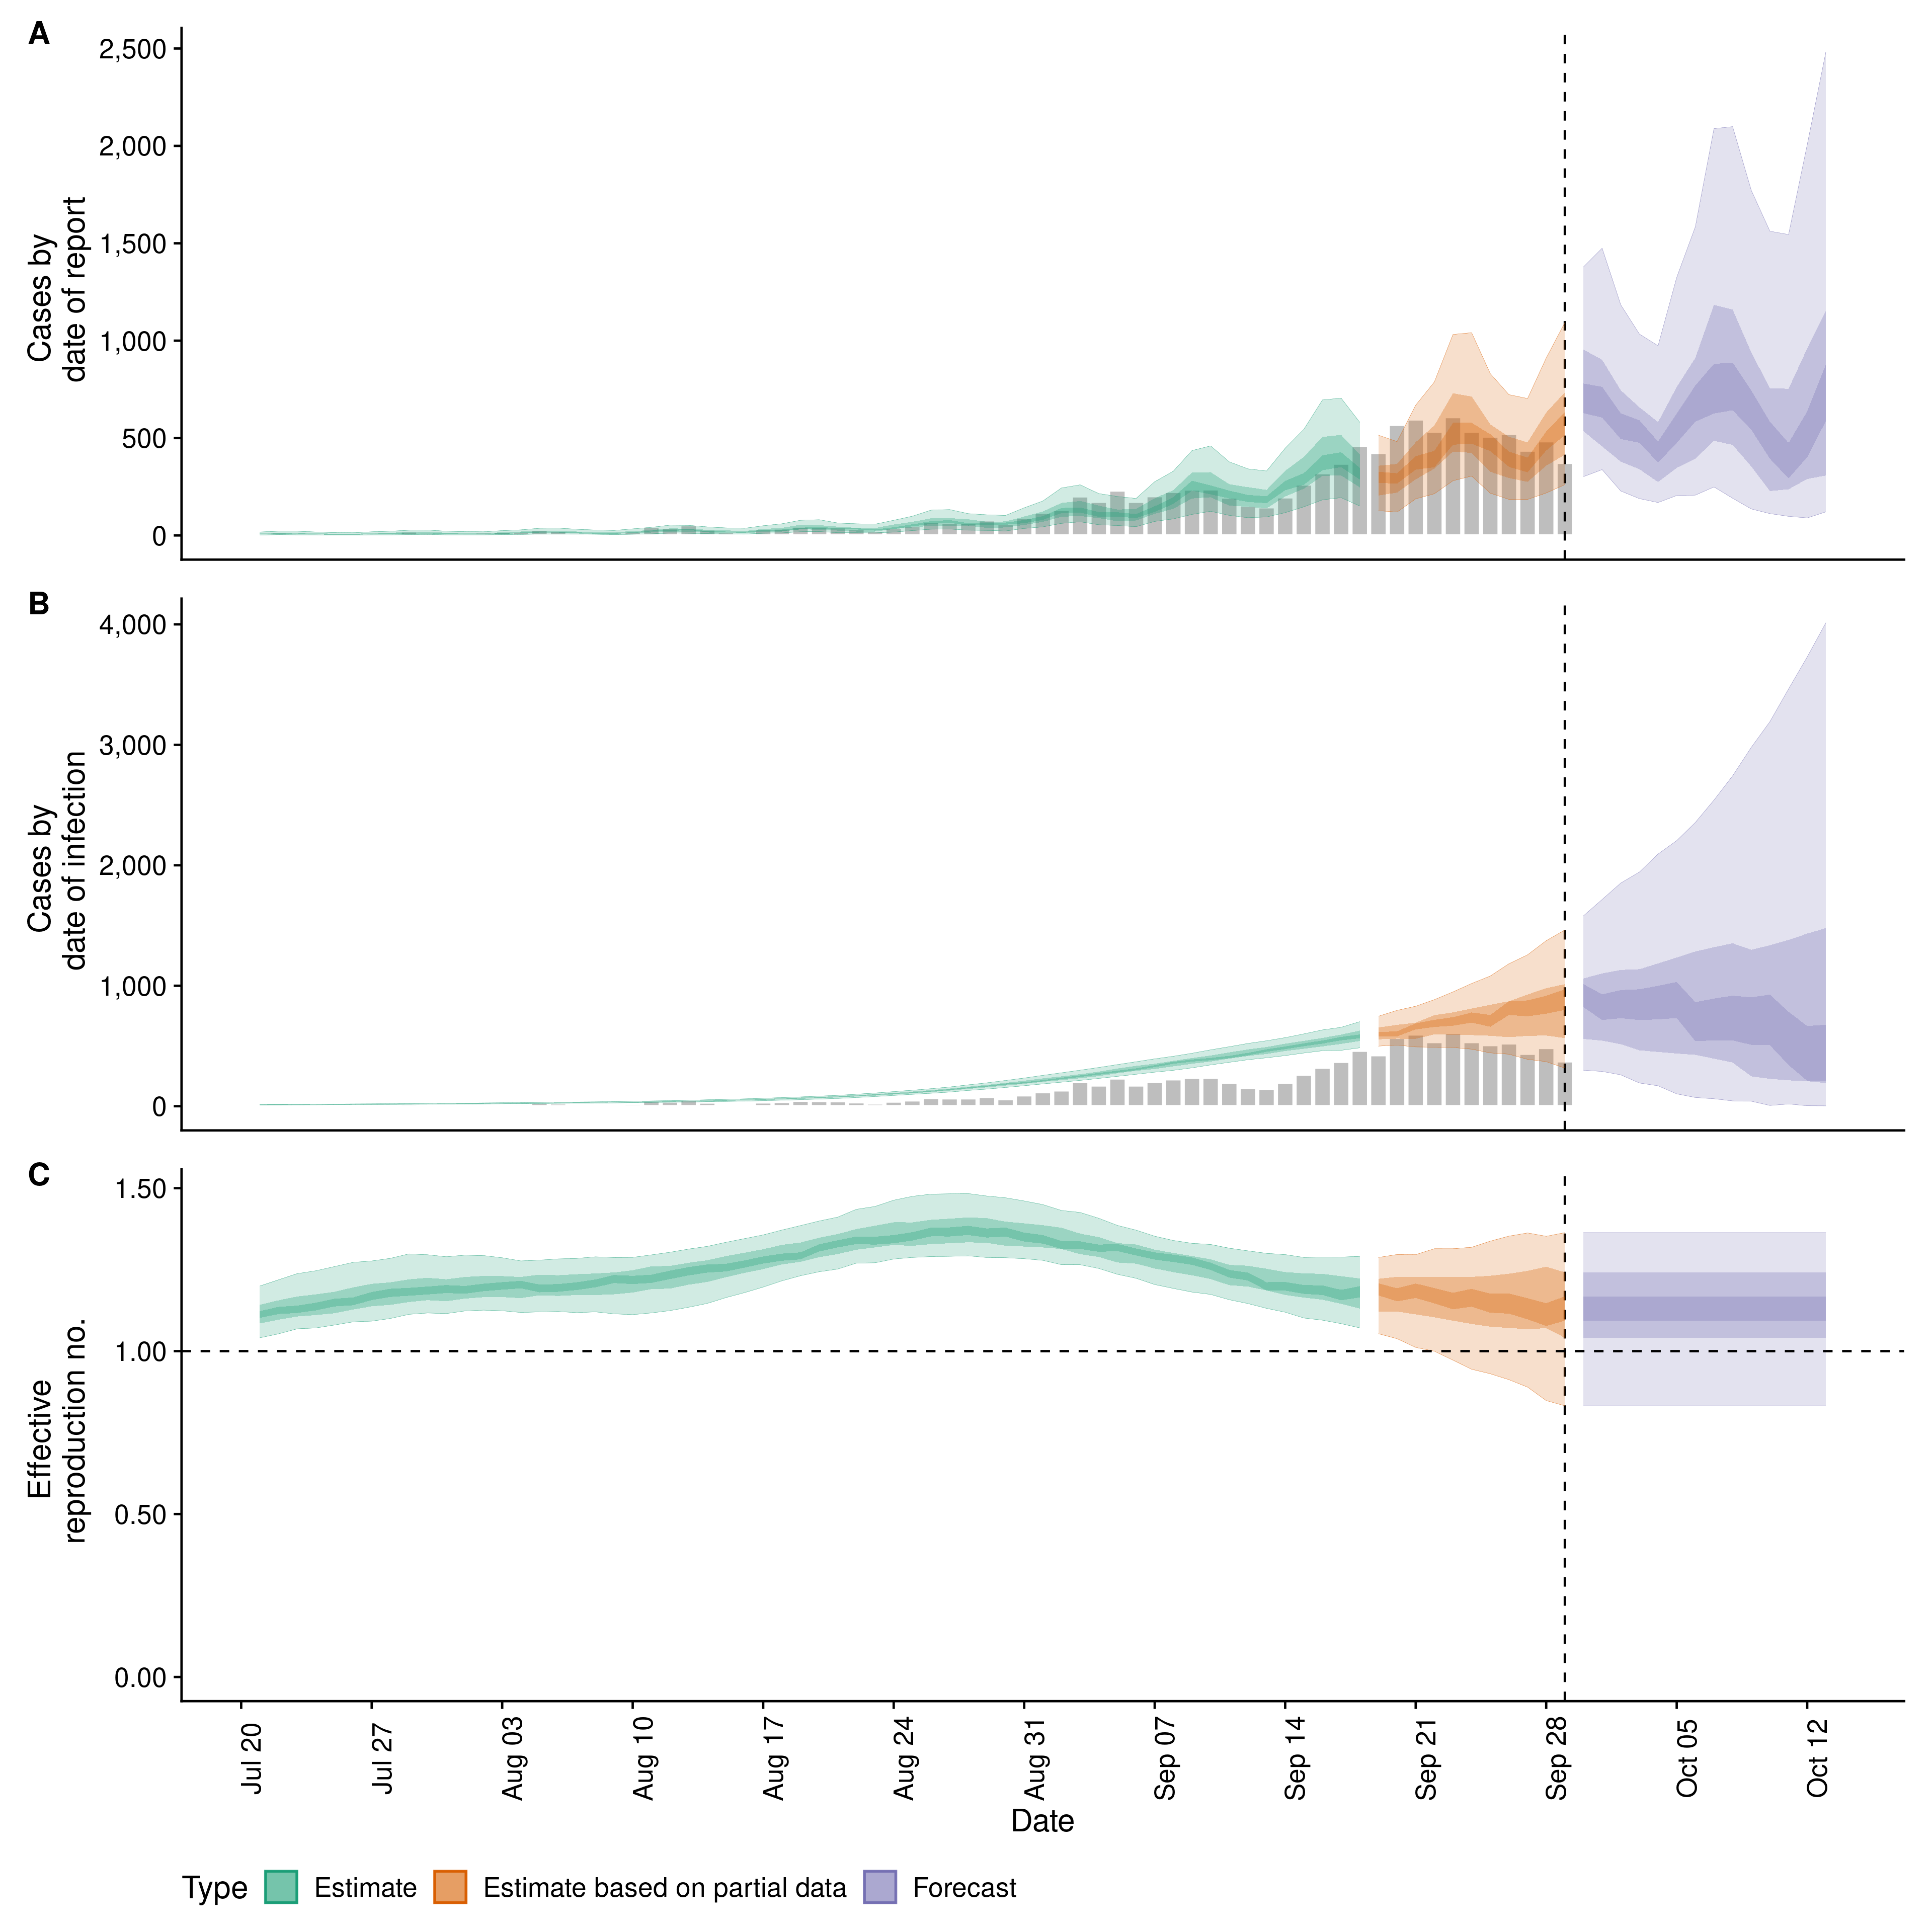 A
2,500
2,000
1,500
1,000
500
0
Cases by
date of report
B
4,000
3,000
2,000
1,000
0
Cases by
date of infection
C
1.50
1.00
0.50
0.00
Effective
reproduction no.
Jul 20
Jul 27
Aug 03
Aug 10
Aug 17
Aug 24
Aug 31
Sep 07
Sep 14
Sep 21
Sep 28
Oct 05
Oct 12
Date
Type Estimate Estimate based on partial data Forecast